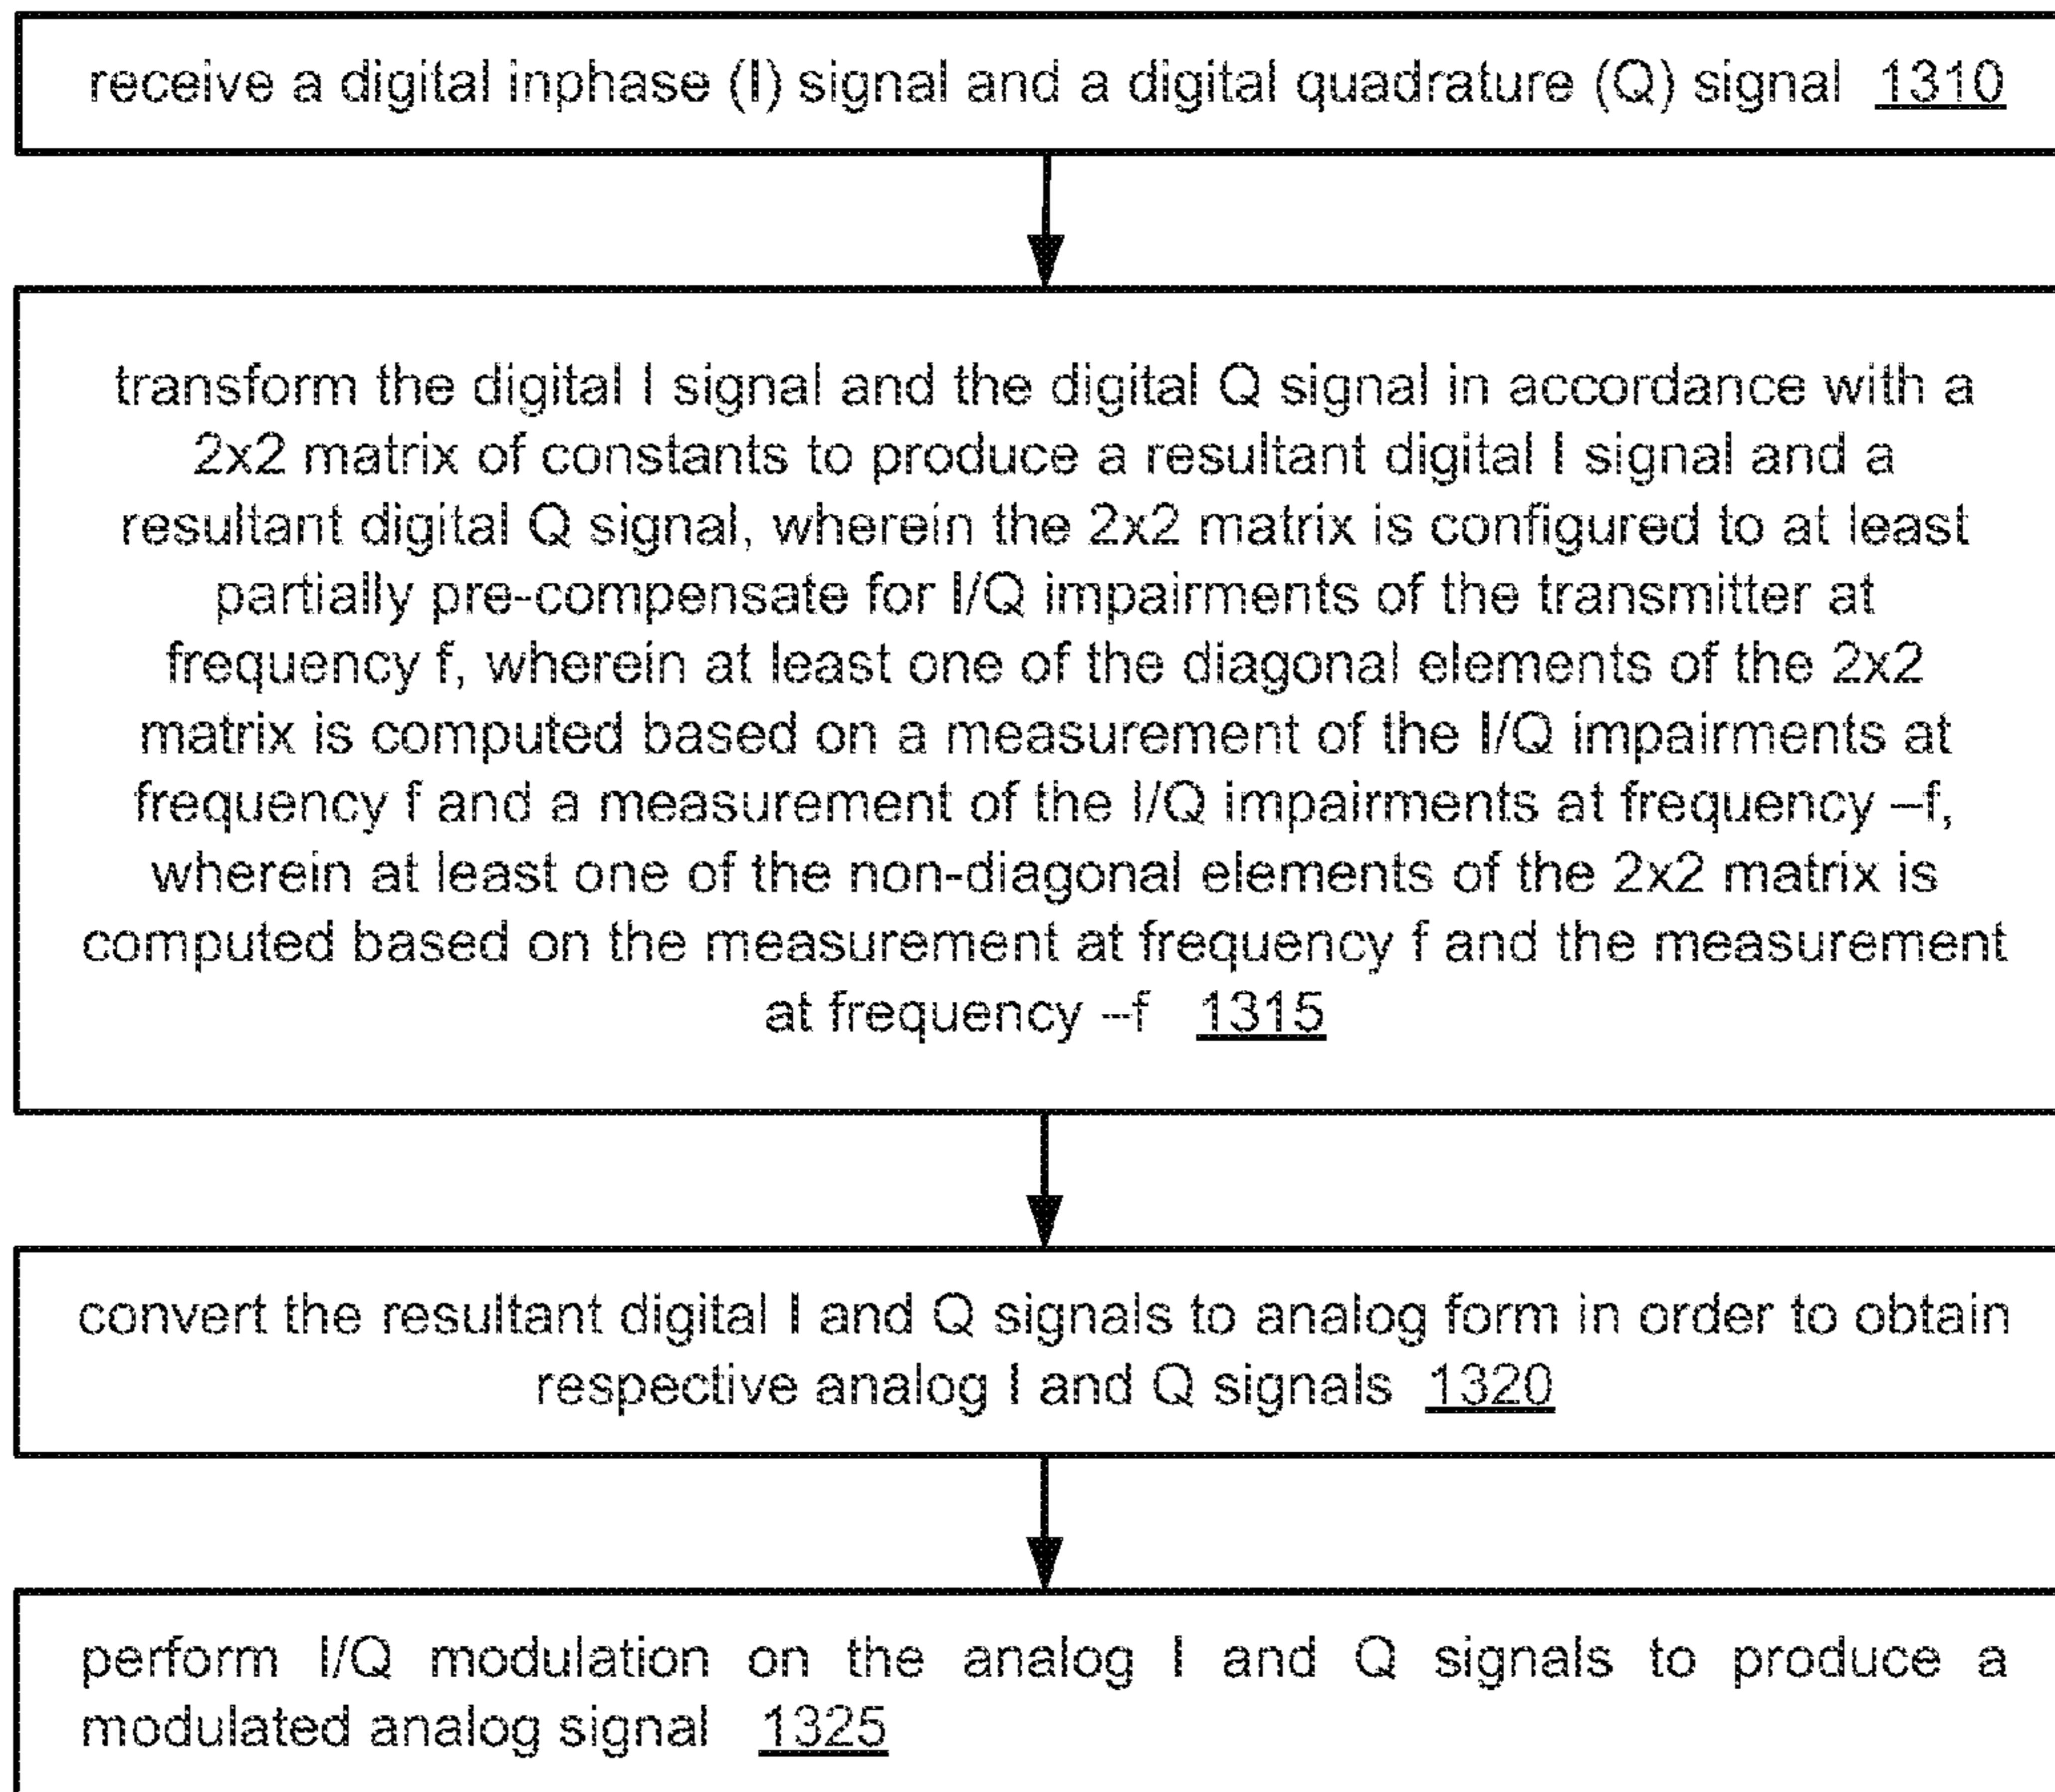 receive a digital inphase (I) signal and a digital quadrature (Q) signal 1310
transform the digital I signal and the digital Q signal in accordance with a
2x2 matrix of constants to produce a resultant digital I signal and a
resultant digital Q signal, wherein the 2x2 matrix is configured to at least
partially pre-compensate for I/Q impairments of the transmitter at
frequency f, wherein at least one of the diagonal elements of the 2x2
matrix is computed based on a measurement of the I/Q impairments at
frequency f and a measurement of the I/Q impairments at frequency –f,
wherein at least one of the non-diagonal elements of the 2x2 matrix is
computed based on the measurement at frequency f and the measurement
at frequency –f 1315
convert the resultant digital I and Q signals to analog form in order to obtain
respective analog I and Q signals 1320
perform I/Q modulation on the analog I and Q signals to produce a
modulated analog signal 1325